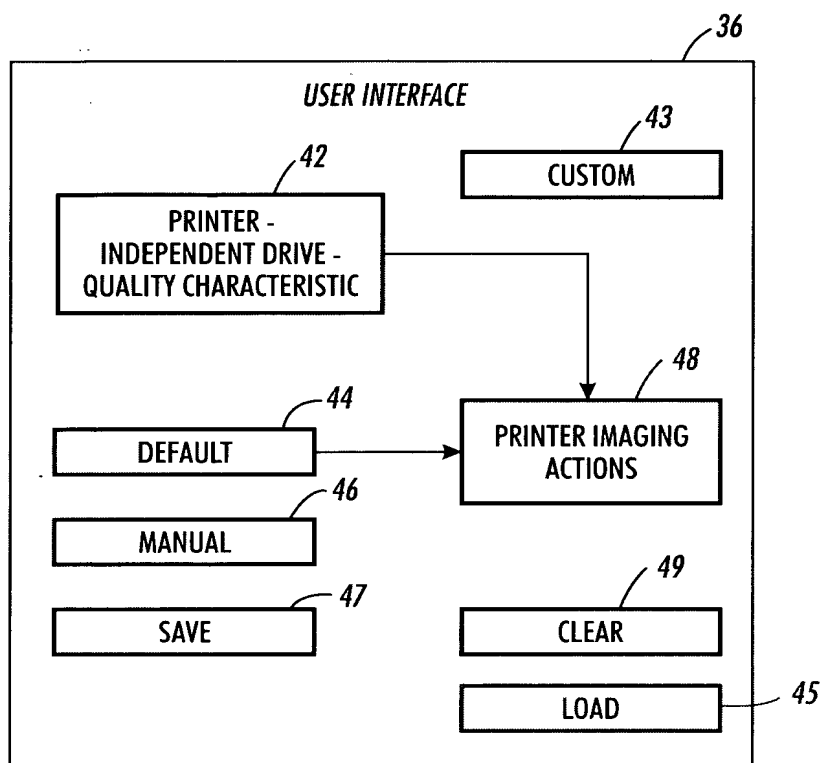 36
USER INTERFACE
43
CUSTOM
42
PRINTER -
INDEPENDENT DRIVE -
QUALITY CHARACTERISTIC
48
PRINTER IMAGING
ACTIONS
44
DEFAULT
46
MANUAL
47
SAVE
49
CLEAR
LOAD
45